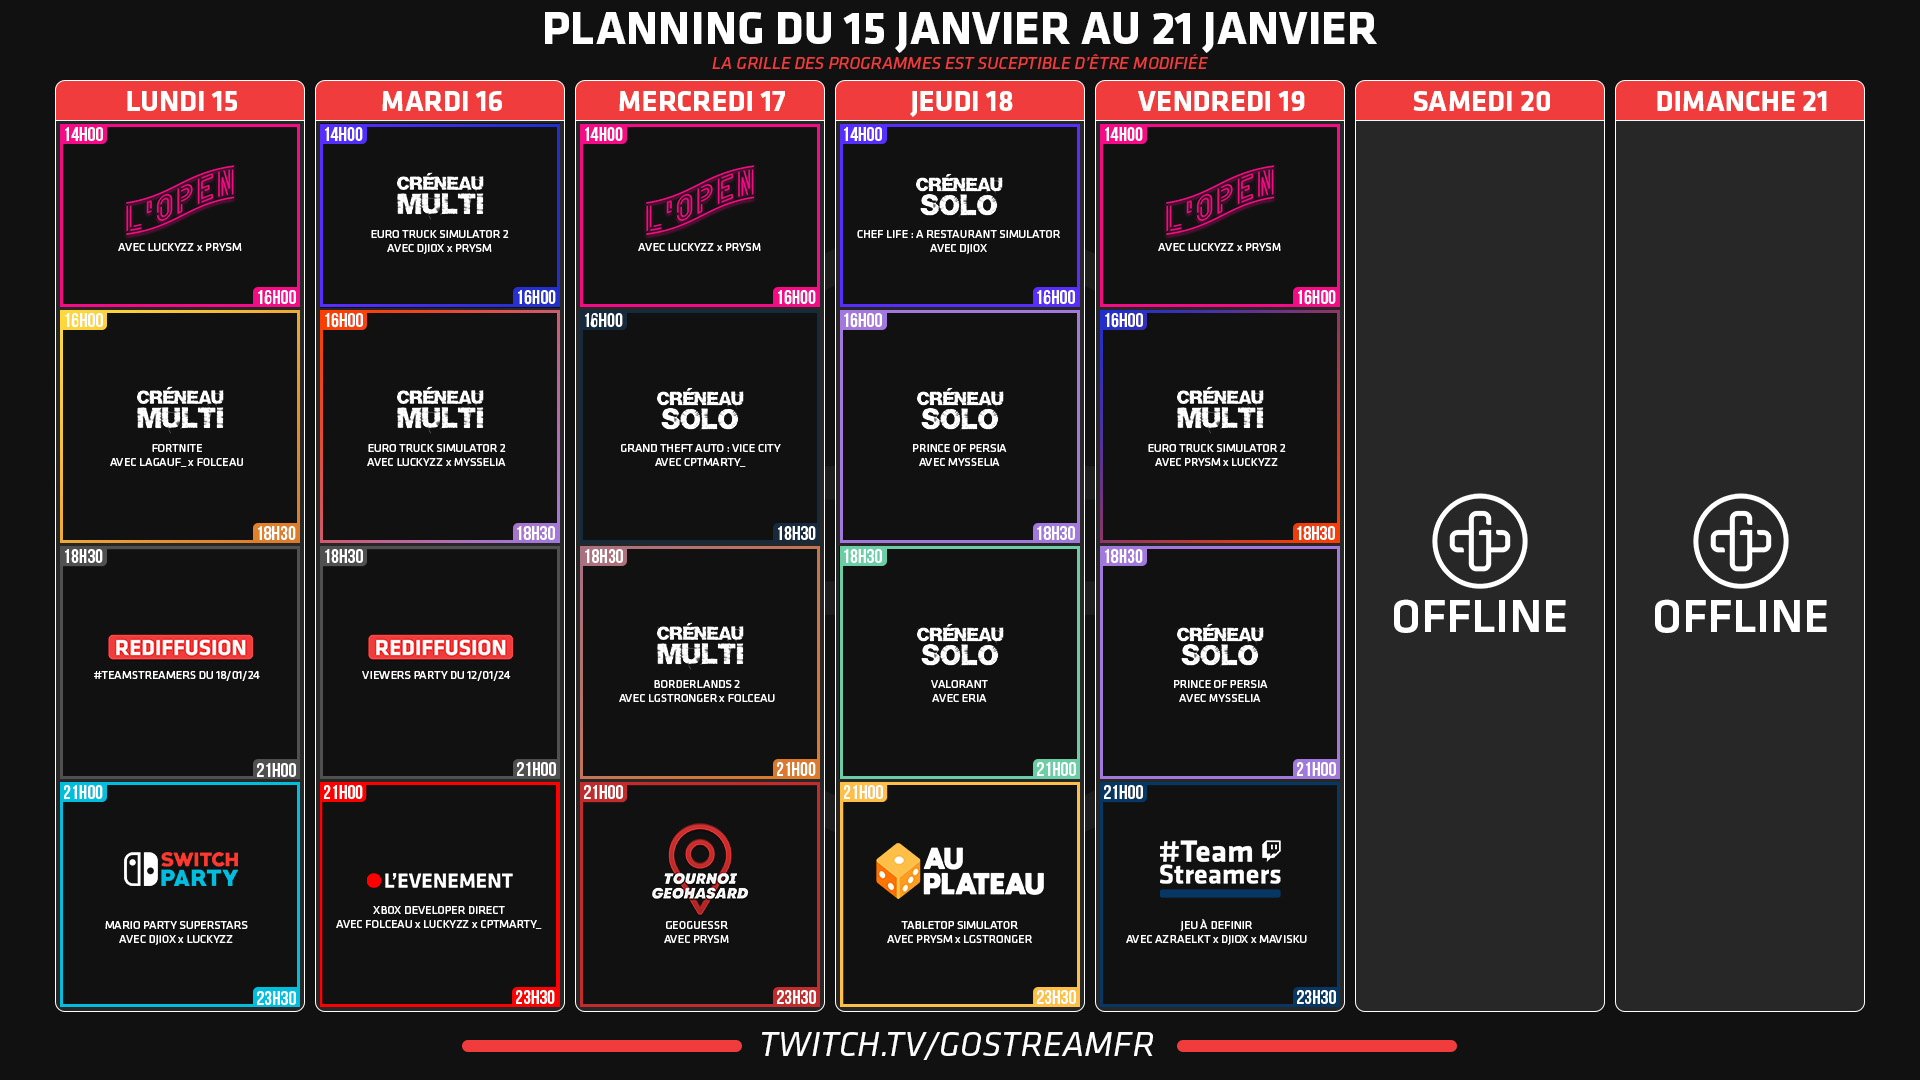 PLANNING DU 15 JANVIER AU 21 JANVIER
LA GRILLE DES PROGRAMMES EST SUCEPTIBLE D'ÊTRE MODIFIÉE
LUNDI 15
14H00
L'OPEN
AVEC LUCKYZZ x PRYSM
16H00
16H00
CRÉNEAU
MULTI
FORTNITE
AVEC LAGAUF_ x FOLCEAU
18H30
18H30
REDIFFUSION
#TEAMSTREAMERS DU 18/01/24
21H00
21H00
SWITCH
PARTY
MARIO PARTY SUPERSTARS
AVEC DJIOX x LUCKYZZ
23H30
MARDI 16
14H00
CRÉNEAU
MULTI
EURO TRUCK SIMULATOR 2
AVEC DJIOX x PRYSM
16H00
16H00
CRÉNEAU
MULTI
EURO TRUCK SIMULATOR 2
AVEC LUCKYZZ x MYSSELIA
18H30
18H30
REDIFFUSION
VIEWERS PARTY DU 12/01/24
21H00
21H00
L'EVENEMENT
XBOX DEVELOPER DIRECT
AVEC FOLCEAU x LUCKYZZ x CPTMARTY_
23H30
MERCREDI 17
14H00
L'OPEN
AVEC LUCKYZZ x PRYSM
16H00
16H00
CRÉNEAU
SOLO
GRAND THEFT AUTO : VICE CITY
AVEC CPTMARTY_
18H30
18H30
CRÉNEAU
MULTI
BORDERLANDS 2
AVEC LGSTRONGER x FOLCEAU
21H00
21H00
TOURNOI
GEOHASARD
GEOGUESSR
AVEC PRYSM
23H30
JEUDI 18
14H00
CRÉNEAU
SOLO
CHEF LIFE : A RESTAURANT SIMULATOR
AVEC DJIOX
16H00
16H00
CRÉNEAU
SOLO
PRINCE OF PERSIA
AVEC MYSSELIA
18H30
18H30
CRÉNEAU
SOLO
VALORANT
AVEC ERIA
21H00
21H00
AU
PLATEAU
TABLETOP SIMULATOR
AVEC PRYSM x LGSTRONGER
23H30
VENDREDI 19
14H00
L'OPEN
AVEC LUCKYZZ x PRYSM
16H00
16H00
CRÉNEAU
MULTI
EURO TRUCK SIMULATOR 2
AVEC PRYSM x LUCKYZZ
18H30
18H30
CRÉNEAU
SOLO
PRINCE OF PERSIA
AVEC MYSSELIA
21H00
21H00
#Team
Streamers
JEU À DEFINIR
AVEC AZRAELKT x DJIOX x MAVISKU
23H30
SAMEDI 20
OFFLINE
DIMANCHE 21
OFFLINE
TWITCH.TV/GOSTREAMFR